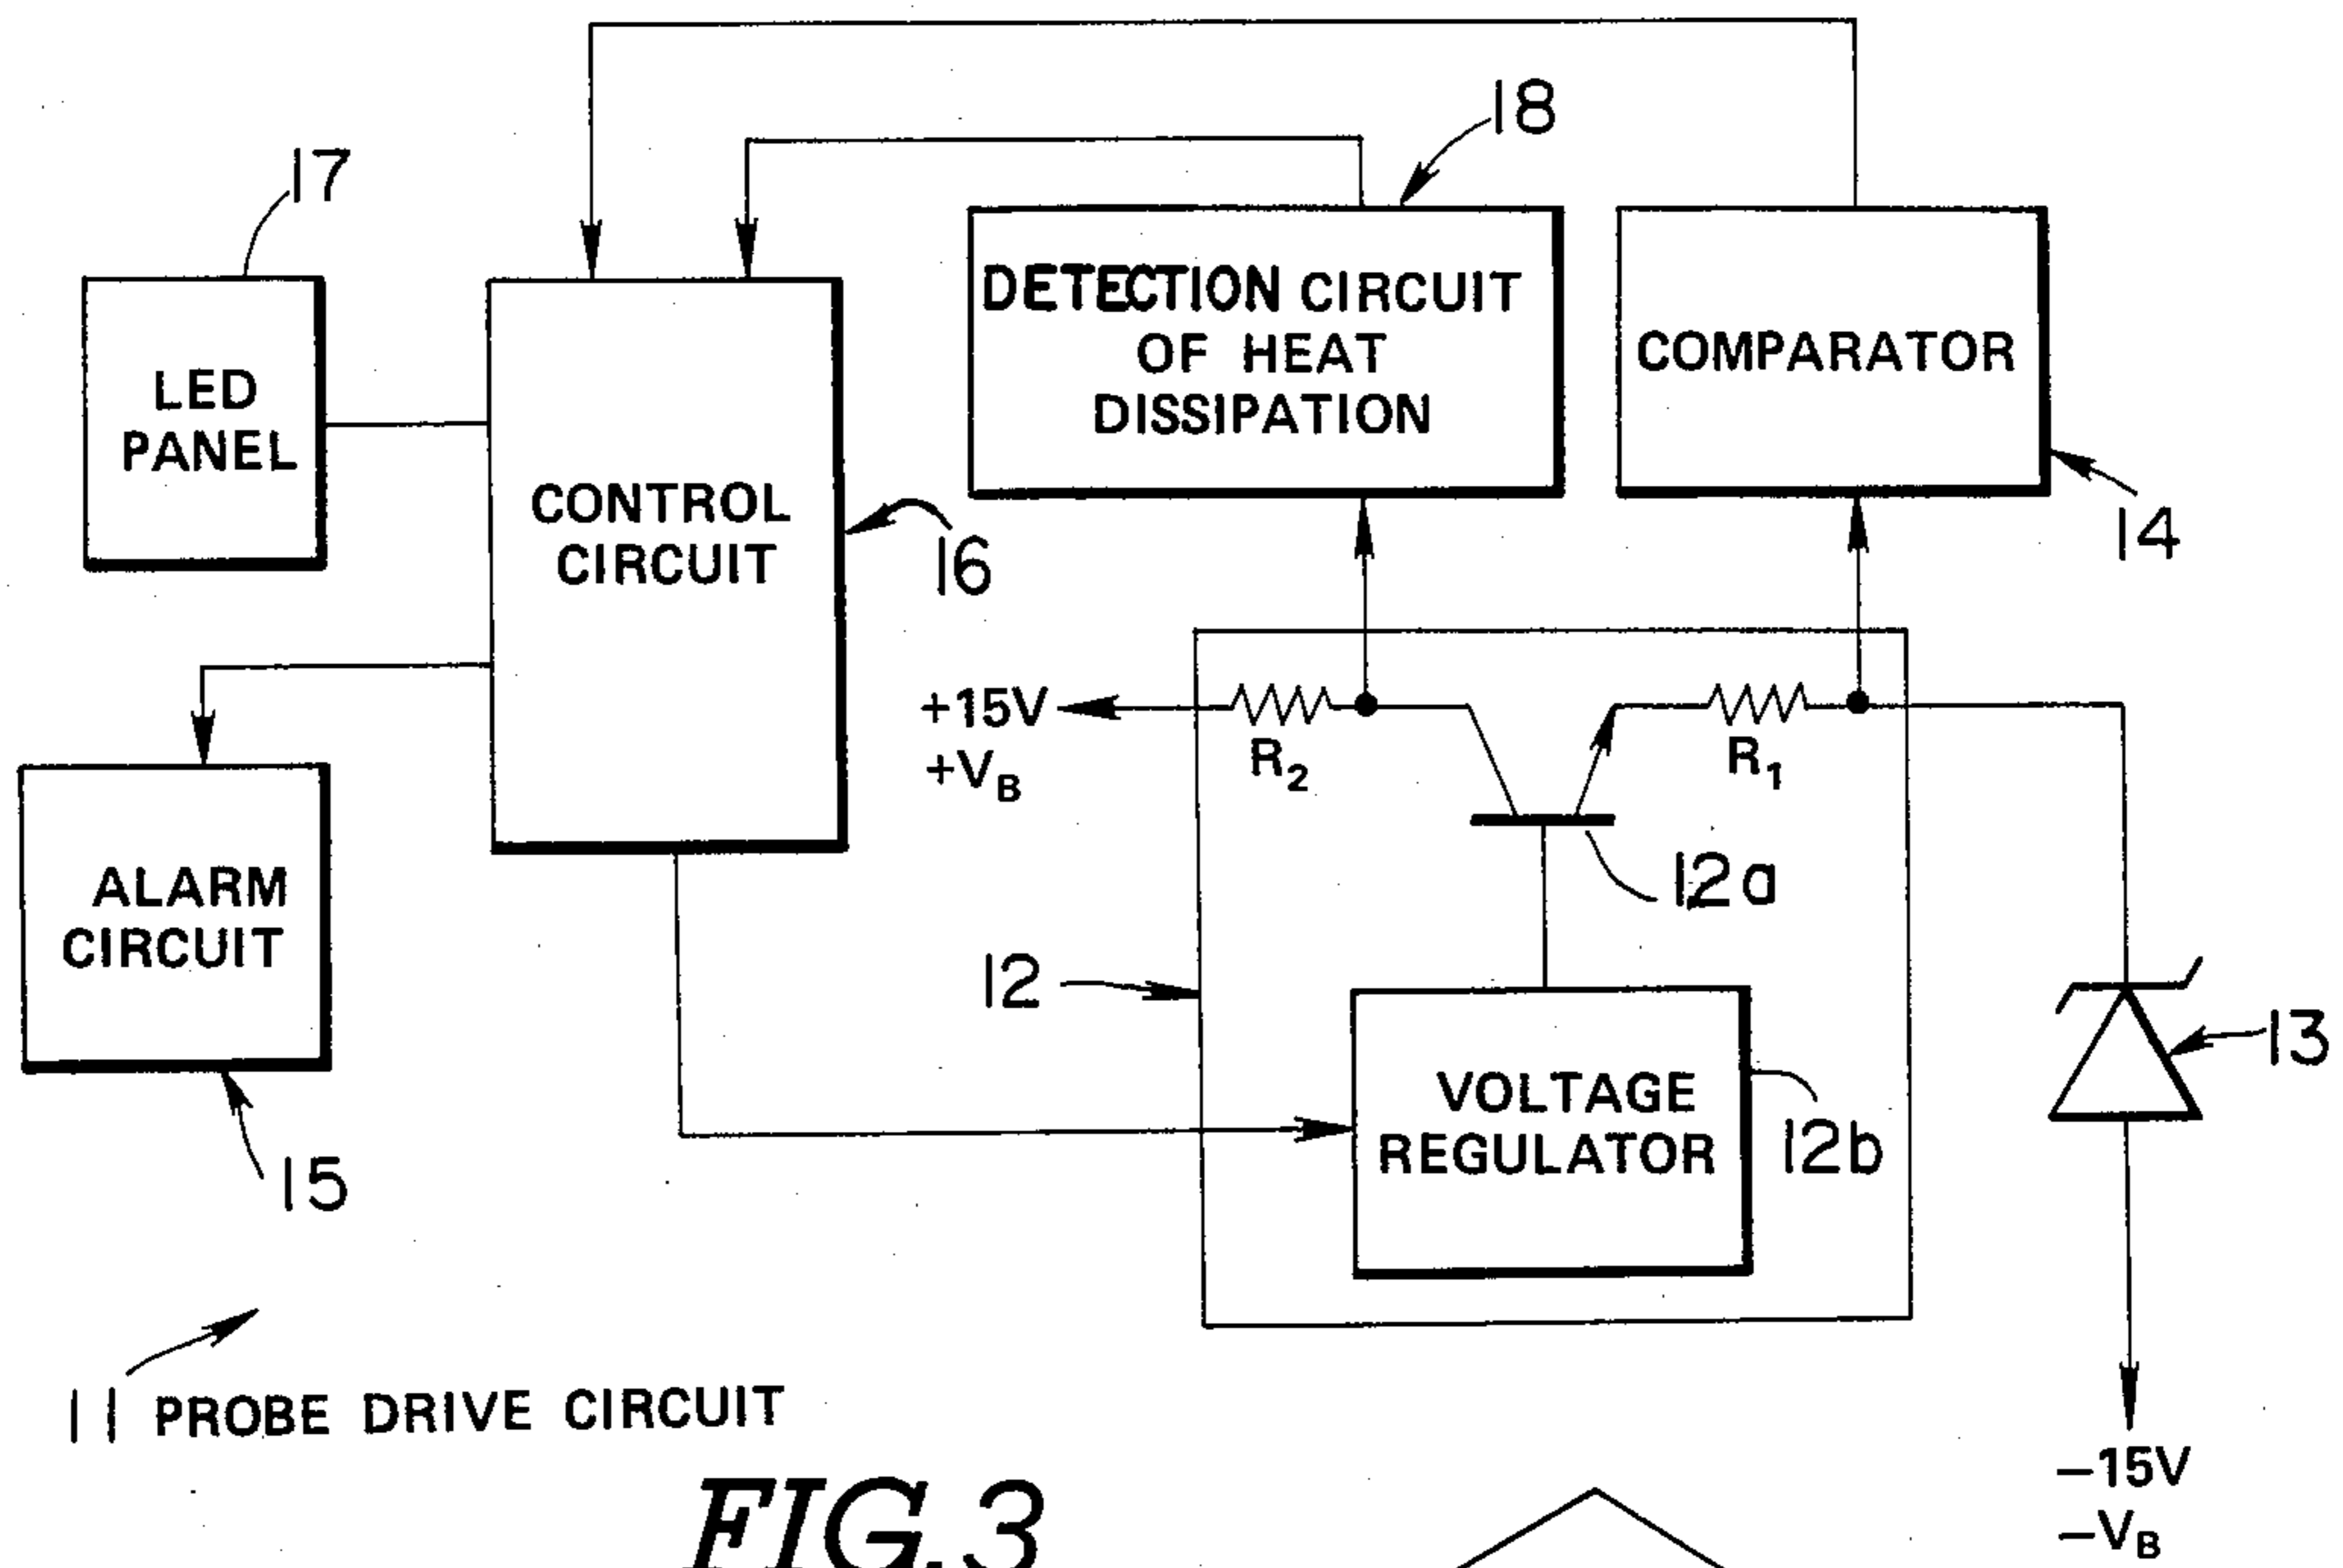 18
17
DETECTION CIRCUIT
OF HEAT
DISSIPATION
COMPARATOR
LED
PANEL
CONTROL
CIRCUIT
14
16
+15V
+VB
R2
R1
12a
ALARM
CIRCUIT
12
13
VOLTAGE
REGULATOR
12b
15
11 PROBE DRIVE CIRCUIT
-15V
-VB
FIG.3